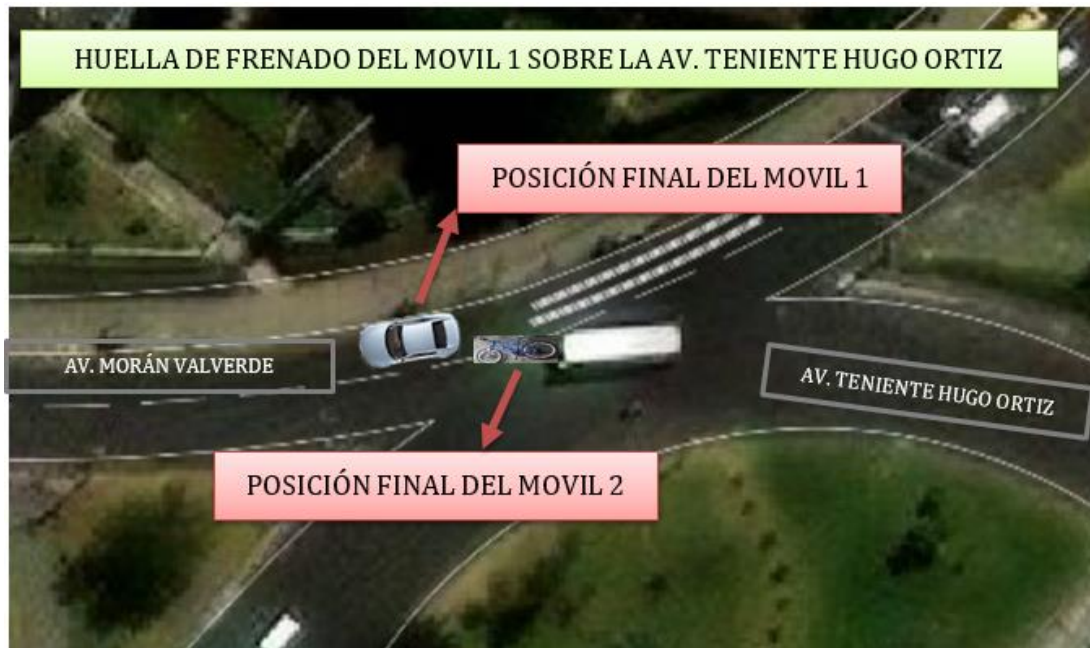 HUELLA DE FRENADO DEL MOVIL 1 SOBRE LA AV. TENIENTE HUGO ORTIZ
POSICIÓN FINAL DEL MOVIL 1
AV. MORÁN VALVERDE
AV. TENIENTE HUGO ORTIZ
POSICIÓN FINAL DEL MOVIL 2